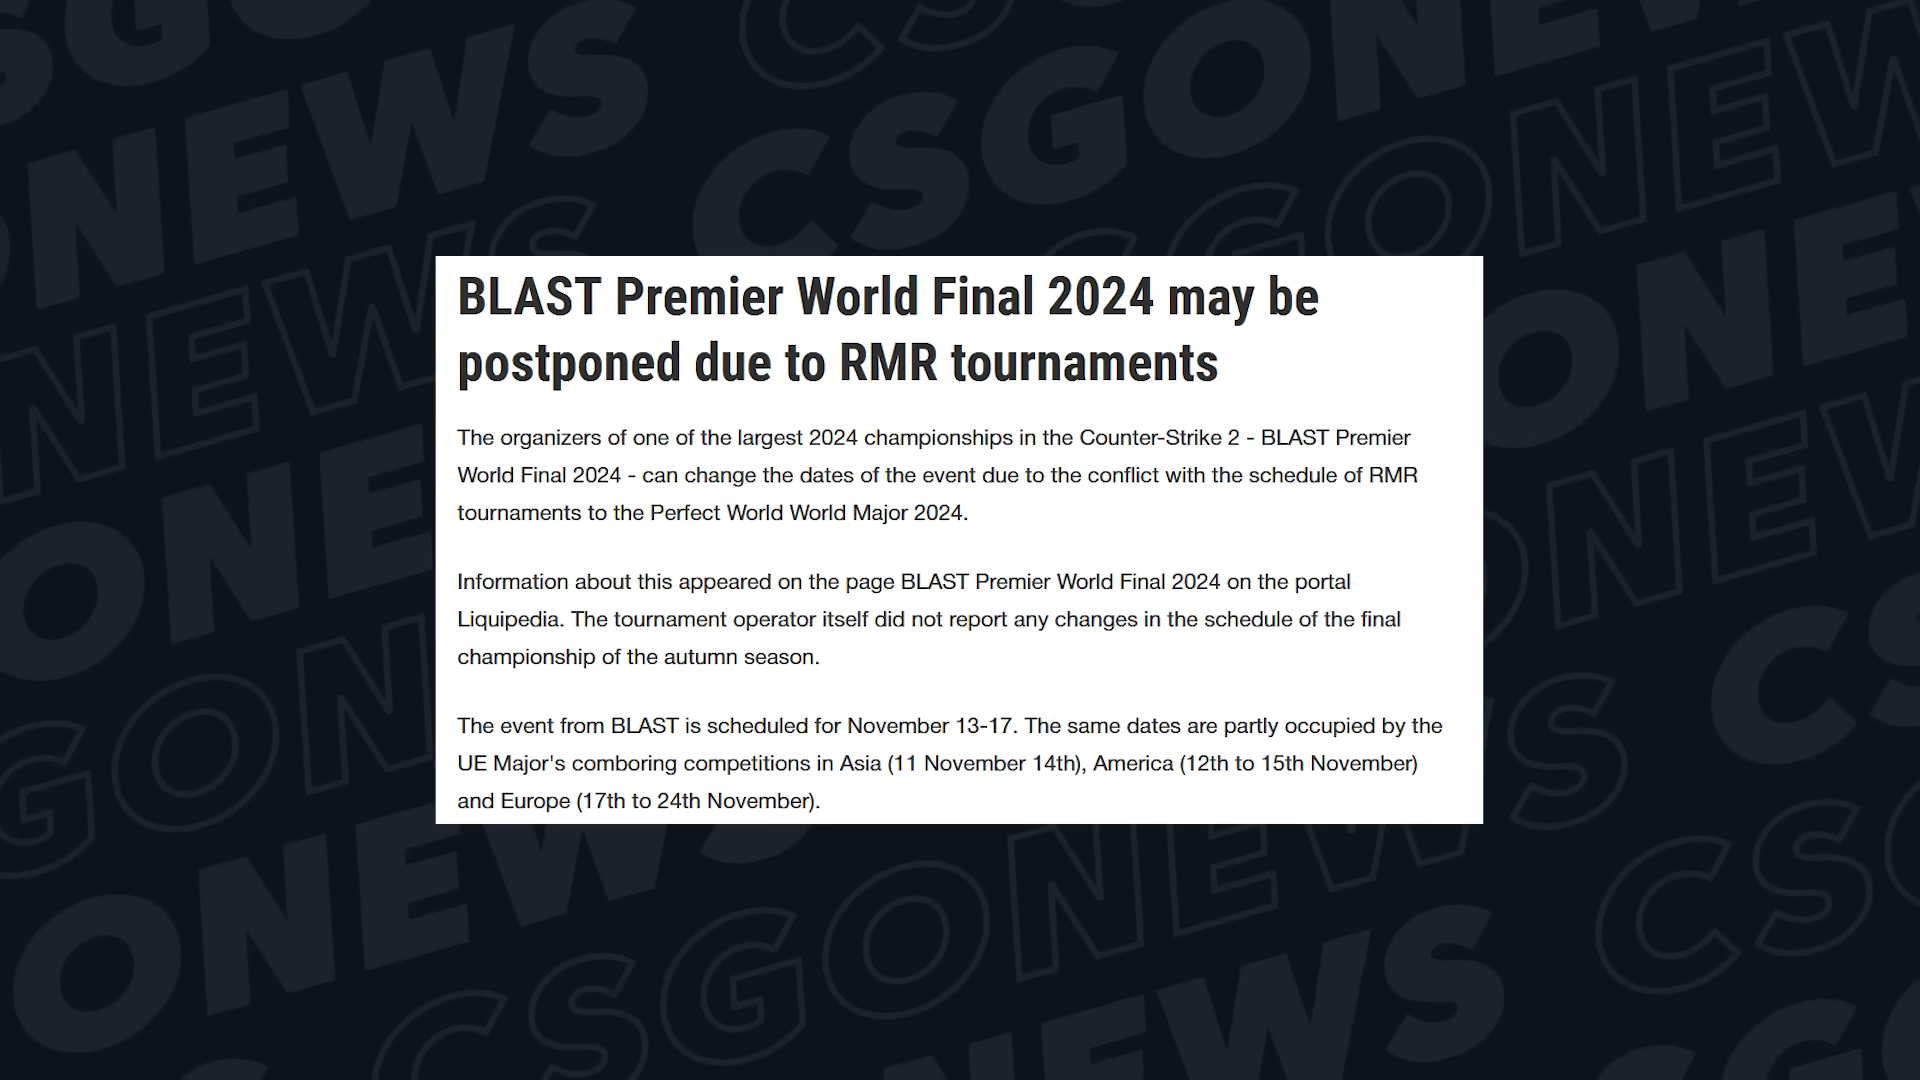 BLAST Premier World Final 2024 may be
postponed due to RMR tournaments
The organizers of one of the largest 2024 championships in the Counter-Strike 2 - BLAST Premier
World Final 2024 - can change the dates of the event due to the conflict with the schedule of RMR
tournaments to the Perfect World World Major 2024.
Information about this appeared on the page BLAST Premier World Final 2024 on the portal
Liquipedia. The tournament operator itself did not report any changes in the schedule of the final
championship of the autumn season.
The event from BLAST is scheduled for November 13-17. The same dates are partly occupied by the
UE Major's comboring competitions in Asia (11 November 14th), America (12th to 15th November)
and Europe (17th to 24th November).
CSGONEWS